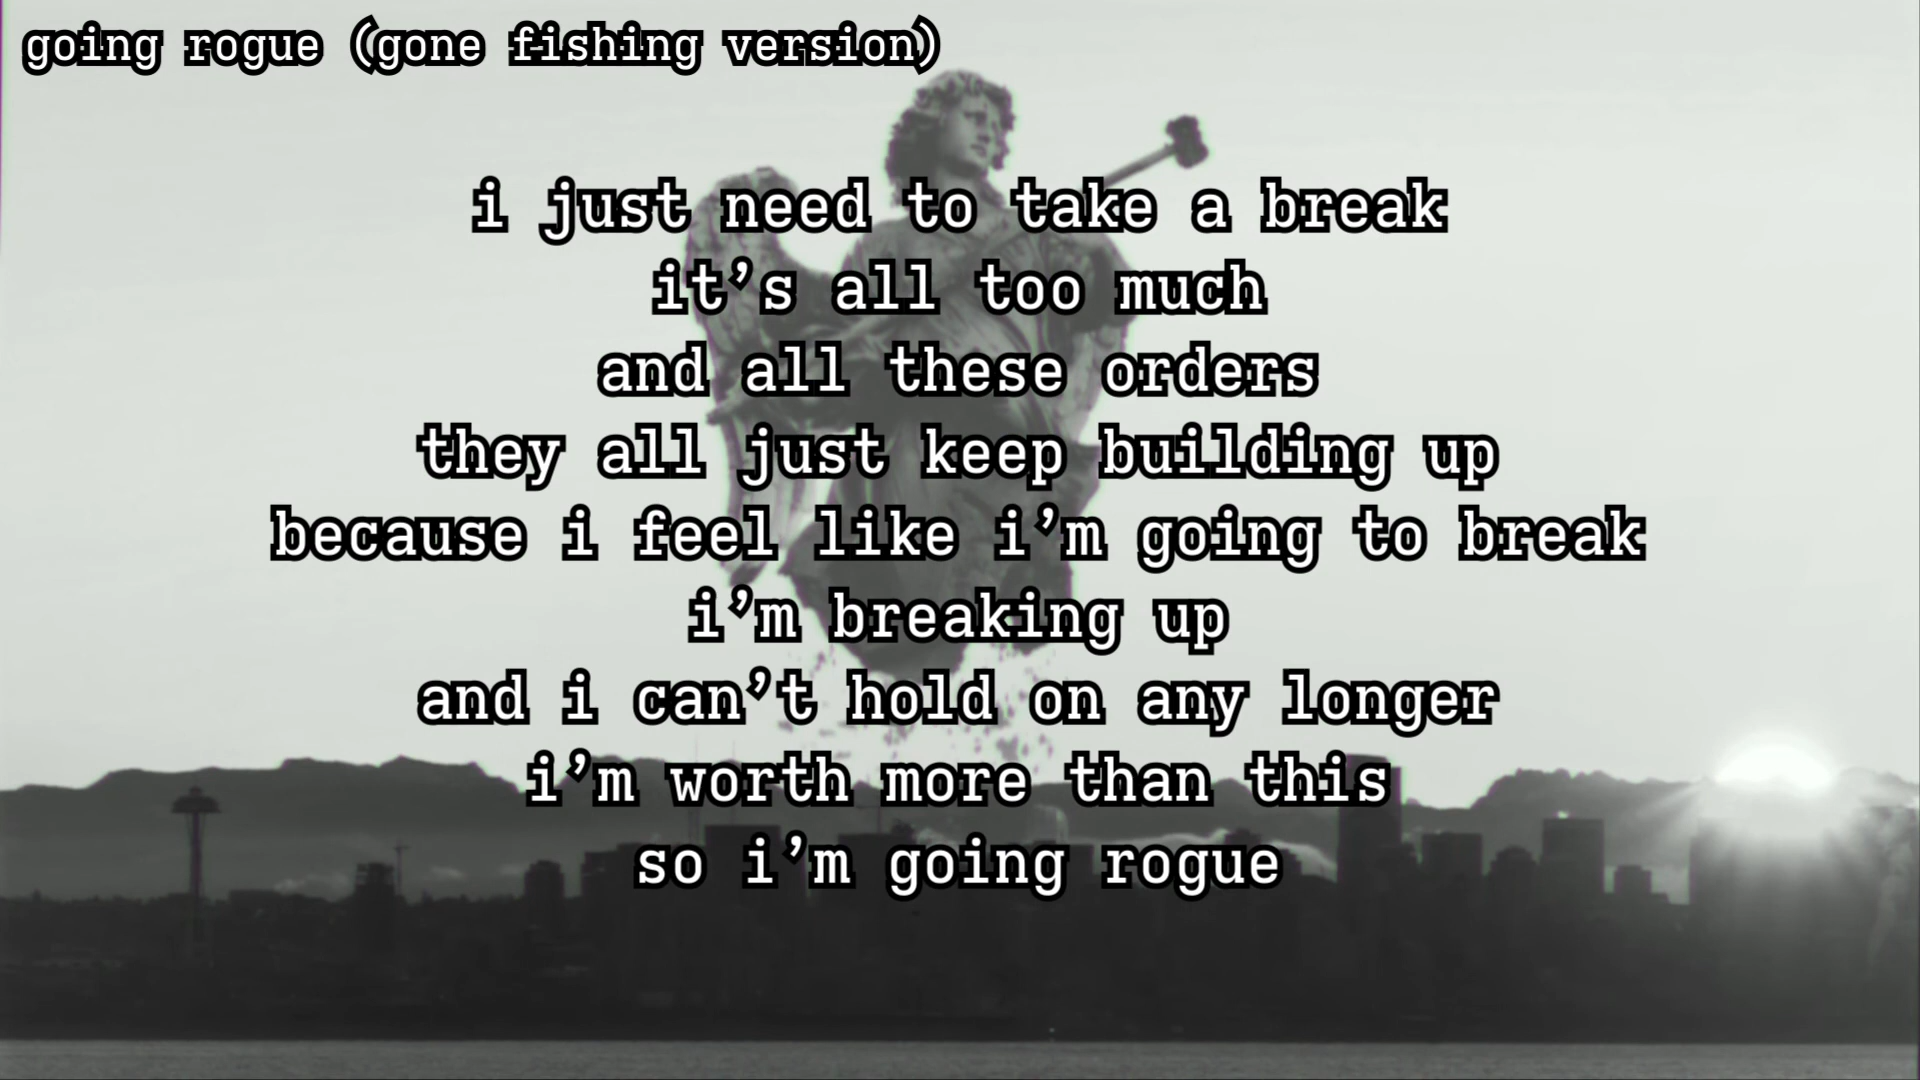 going rogue (gone fishing version)
i just need to take a break
it’s all too much
and all these orders
they all just keep building up
because i feel like i’m going to break
i’m breaking up
and i can’t hold on any longer
i’m worth more than this
so i’m going rogue